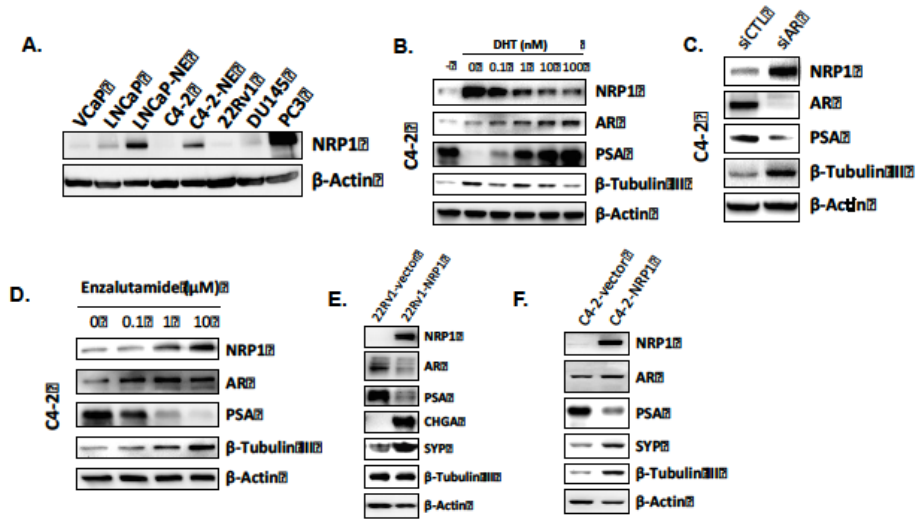 A.
VCaP
LNCaP
LNCaP-NE
C4-2
C4-2-NE
22Rv1
DU145
PC3
NRP1
β-Actin
B.
DHT (nM)
- 0 0.1 1 10 100
C4-2
NRP1
AR
PSA
β-Tubulin III
β-Actin
C.
siCTL
siAR
C4-2
NRP1
AR
PSA
β-Tubulin III
β-Actin
D.
Enzalutamide (μM)
0 0.1 1 10
C4-2
NRP1
AR
PSA
β-Tubulin III
β-Actin
E.
22Rv1-vector
22Rv1-NRP1
NRP1
AR
PSA
CHGA
SYP
β-Tubulin III
β-Actin
F.
C4-2-vector
C4-2-NRP1
NRP1
AR
PSA
SYP
β-Tubulin III
β-Actin